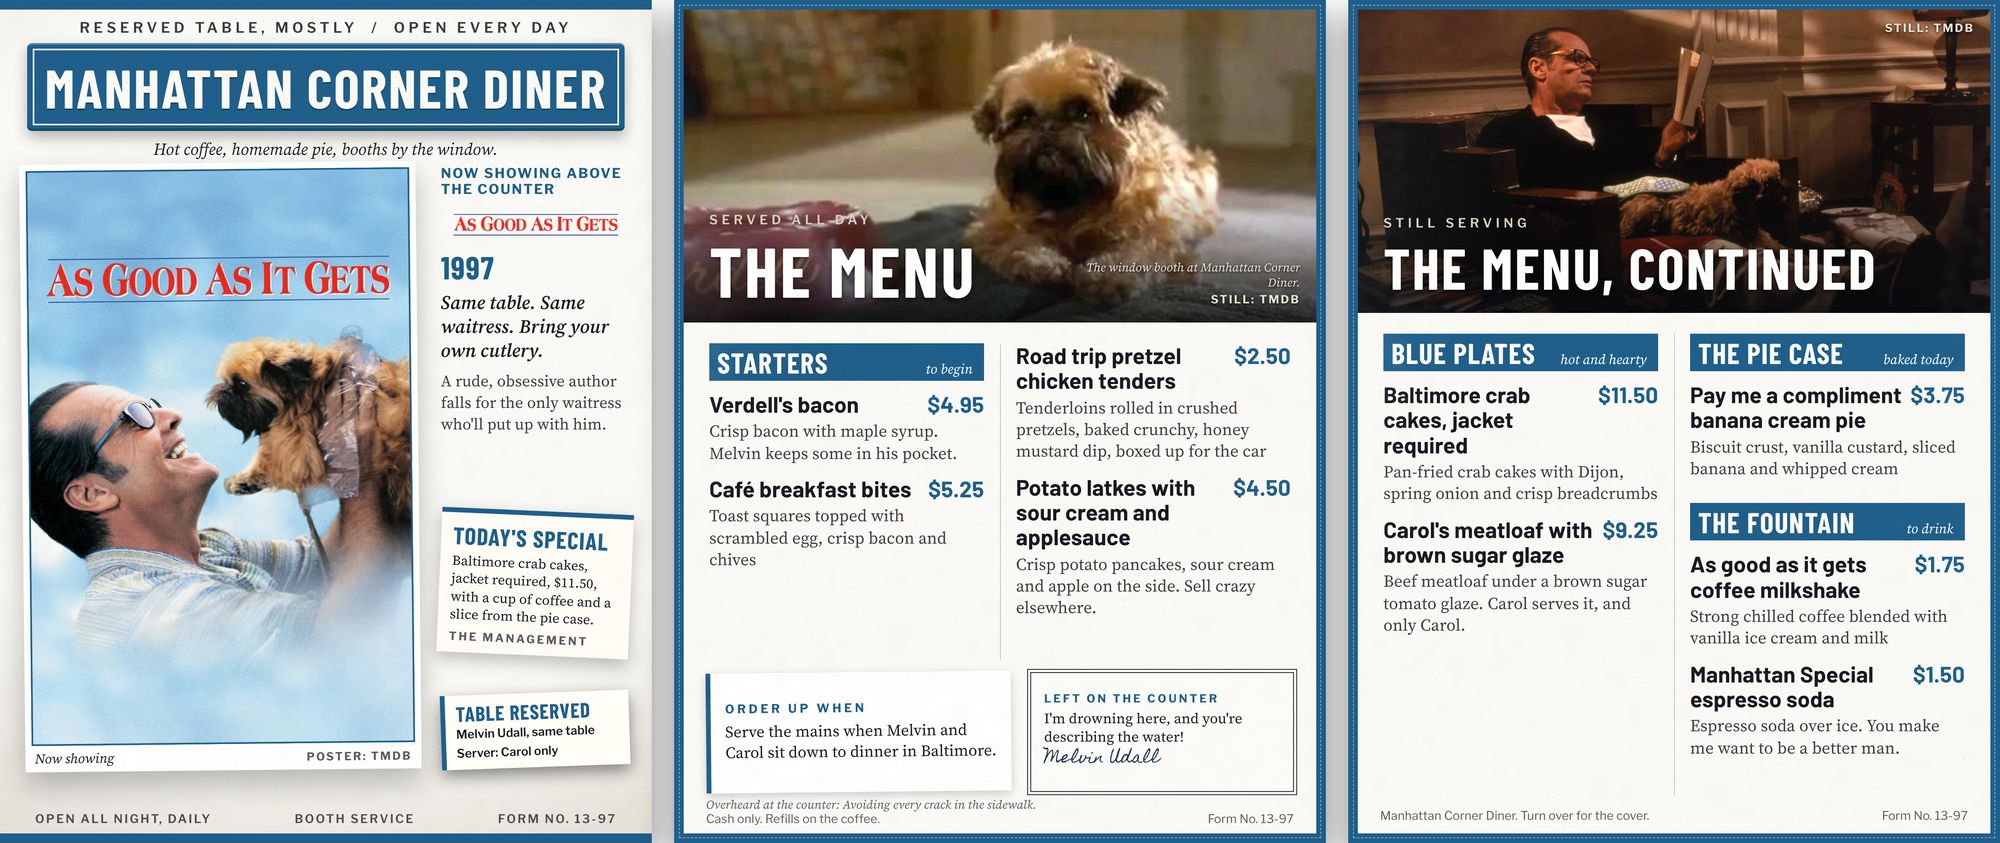 RESERVED TABLE, MOSTLY / OPEN EVERY DAY
MANHATTAN CORNER DINER
Hot coffee, homemade pie, booths by the window.
AS GOOD AS IT GETS
Now showing
POSTER: TMDB
NOW SHOWING ABOVE
THE COUNTER
AS GOOD AS IT GETS
1997
Same table. Same
waitress. Bring your
own cutlery.
A rude, obsessive author
falls for the only waitress
who'll put up with him.
TODAY'S SPECIAL
Baltimore crab cakes,
jacket required, $11.50,
with a cup of coffee and a
slice from the pie case.
THE MANAGEMENT
TABLE RESERVED
Melvin Udall, same table
Server: Carol only
OPEN ALL NIGHT, DAILY
BOOTH SERVICE
FORM NO. 13-97
SERVED ALL DAY
THE MENU
The window booth at Manhattan Corner
Diner.
STILL: TMDB
STARTERS
to begin
Verdell's bacon $4.95
Crisp bacon with maple syrup.
Melvin keeps some in his pocket.
Café breakfast bites $5.25
Toast squares topped with
scrambled egg, crisp bacon and
chives
Road trip pretzel $2.50
chicken tenders
Tenderloins rolled in crushed
pretzels, baked crunchy, honey
mustard dip, boxed up for the car
Potato latkes with $4.50
sour cream and
applesauce
Crisp potato pancakes, sour cream
and apple on the side. Sell crazy
elsewhere.
ORDER UP WHEN
Serve the mains when Melvin and
Carol sit down to dinner in Baltimore.
LEFT ON THE COUNTER
I'm drowning here, and you're
describing the water!
Melvin Udall
Overheard at the counter: Avoiding every crack in the sidewalk.
Cash only. Refills on the coffee.
Form No. 13-97
STILL: TMDB
STILL SERVING
THE MENU, CONTINUED
BLUE PLATES
hot and hearty
Baltimore crab $11.50
cakes, jacket
required
Pan-fried crab cakes with Dijon,
spring onion and crisp breadcrumbs
Carol's meatloaf with $9.25
brown sugar glaze
Beef meatloaf under a brown sugar
tomato glaze. Carol serves it, and
only Carol.
THE PIE CASE
baked today
Pay me a compliment $3.75
banana cream pie
Biscuit crust, vanilla custard, sliced
banana and whipped cream
THE FOUNTAIN
to drink
As good as it gets $1.75
coffee milkshake
Strong chilled coffee blended with
vanilla ice cream and milk
Manhattan Special $1.50
espresso soda
Espresso soda over ice. You make
me want to be a better man.
Manhattan Corner Diner. Turn over for the cover.
Form No. 13-97